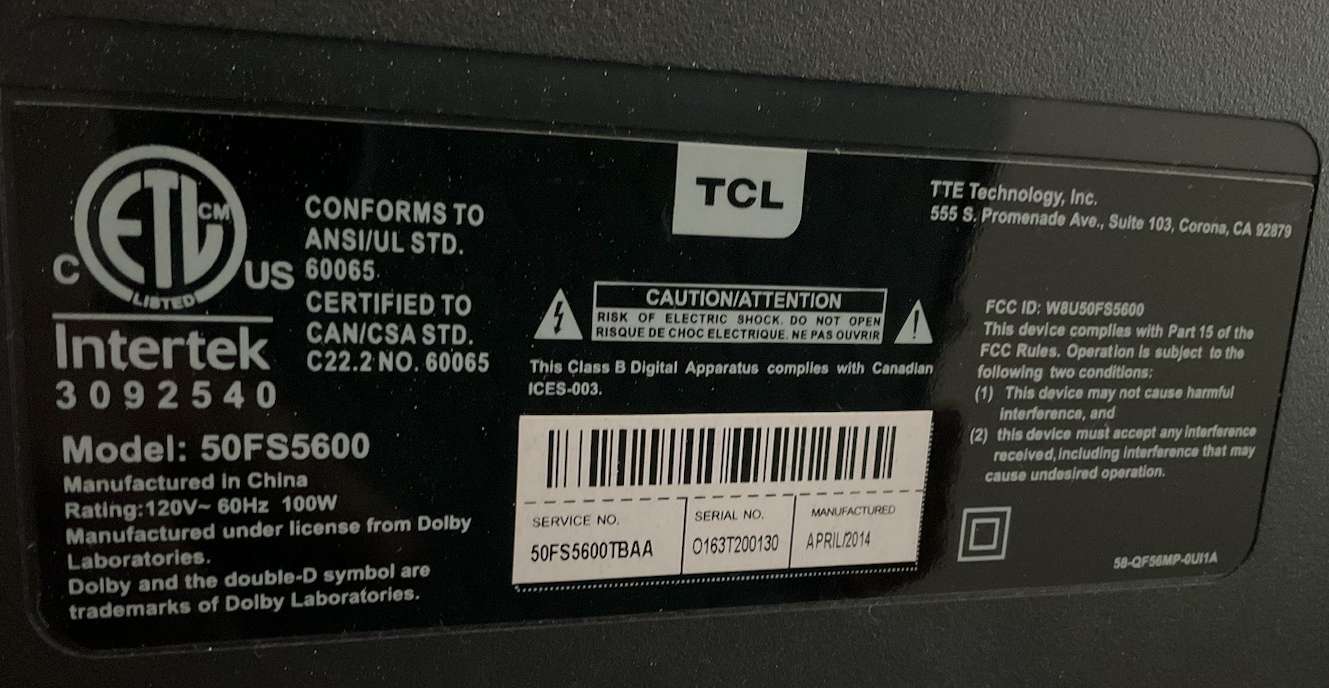 ETL CM
C US
LISTED
Intertek
3092540
CONFORMS TO
ANSI/UL STD.
60065
CERTIFIED TO
CAN/CSA STD.
C22.2 NO. 60065
Model: 50FS5600
Manufactured in China
Rating:120V~ 60Hz 100W
Manufactured under license from Dolby
Laboratories.
Dolby and the double-D symbol are
trademarks of Dolby Laboratories.
TCL
CAUTION/ATTENTION
RISK OF ELECTRIC SHOCK. DO NOT OPEN
RISQUE DE CHOC ELECTRIQUE. NE PAS OUVRIR
This Class B Digital Apparatus complies with Canadian
ICES-003.
SERVICE NO.
50FS5600TBAA
SERIAL NO.
O163T200130
MANUFACTURED
APRIL/2014
TTE Technology, Inc.
555 S. Promenade Ave., Suite 103, Corona, CA 92879
FCC ID: W8U50FS5600
This device complies with Part 15 of the
FCC Rules. Operation is subject to the
following two conditions:
(1) This device may not cause harmful
interference, and
(2) this device must accept any interference
received, including interference that may
cause undesired operation.
58-QF56MP-0UI1A